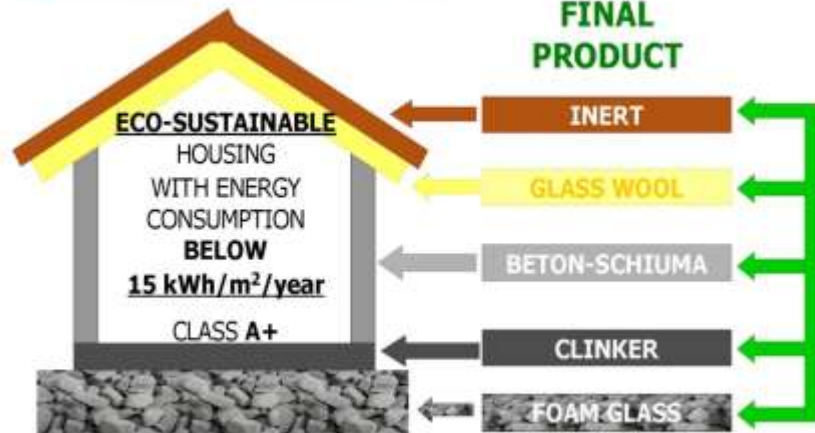 FINAL
PRODUCT
ECO-SUSTAINABLE
HOUSING
WITH ENERGY
CONSUMPTION
BELOW
15 kWh/m²/year
CLASS A+
INERT
GLASS WOOL
BETON-SCHIUMA
CLINKER
FOAM GLASS